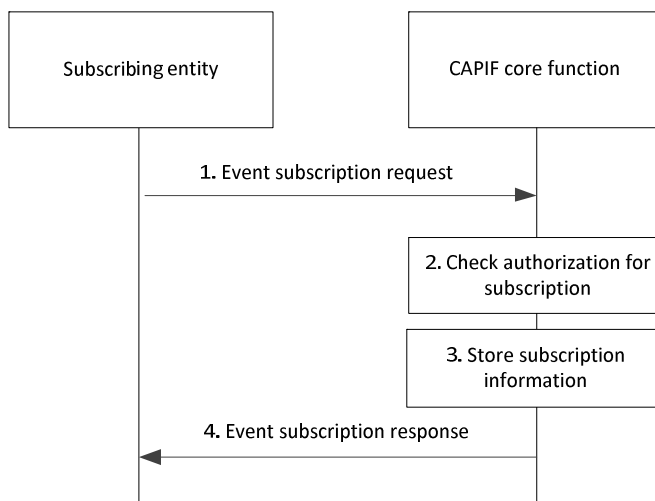 Subscribing entity
CAPIF core function
1. Event subscription request
2. Check authorization for
subscription
3. Store subscription
information
4. Event subscription response